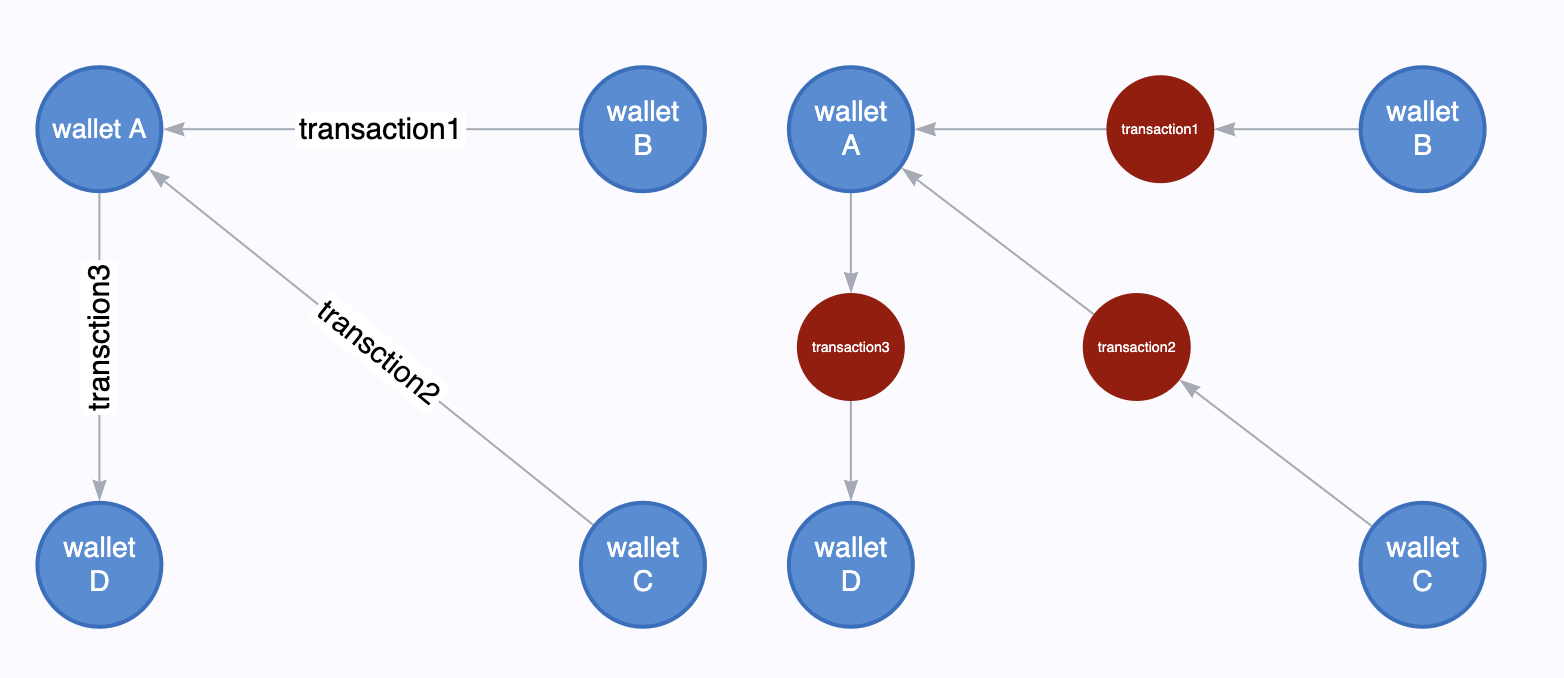 wallet A
transaction1
wallet
B
transction3
transction2
wallet
D
wallet
C
wallet
A
transaction1
wallet
B
transaction3
transaction2
wallet
D
wallet
C